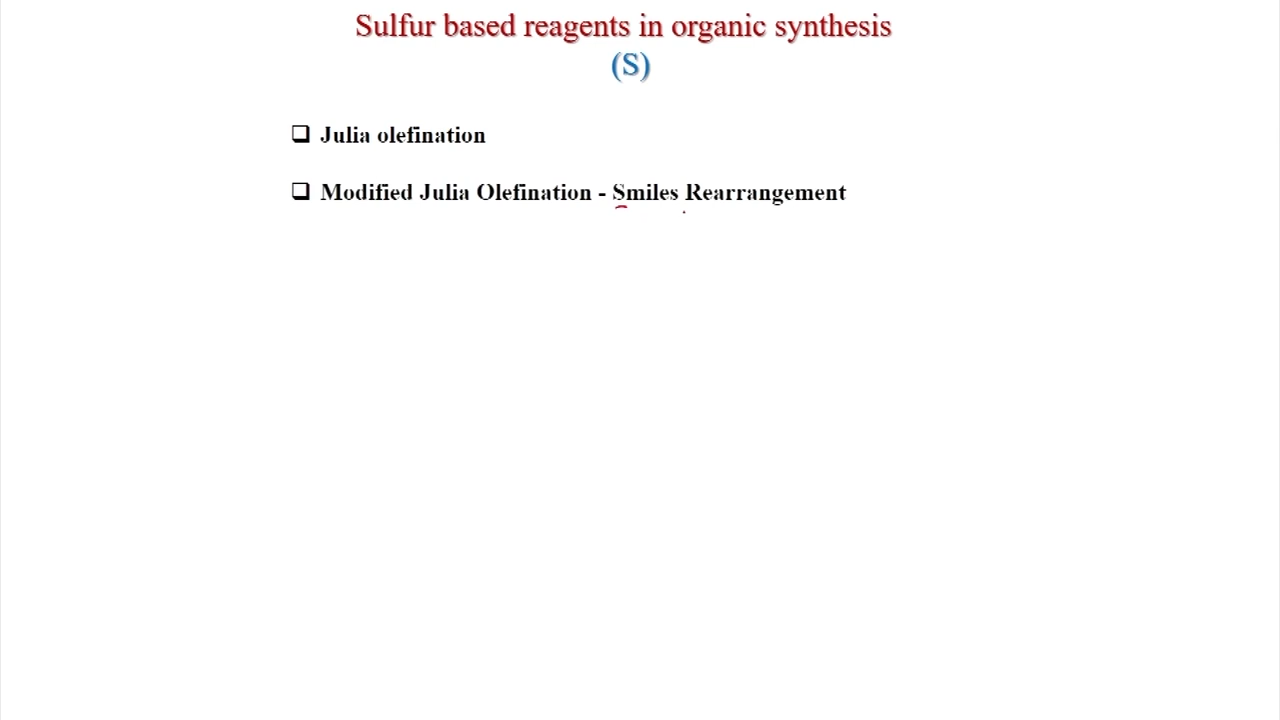 Sulfur based reagents in organic synthesis
(S)
❑ Julia olefination
❑ Modified Julia Olefination - Smiles Rearrangement